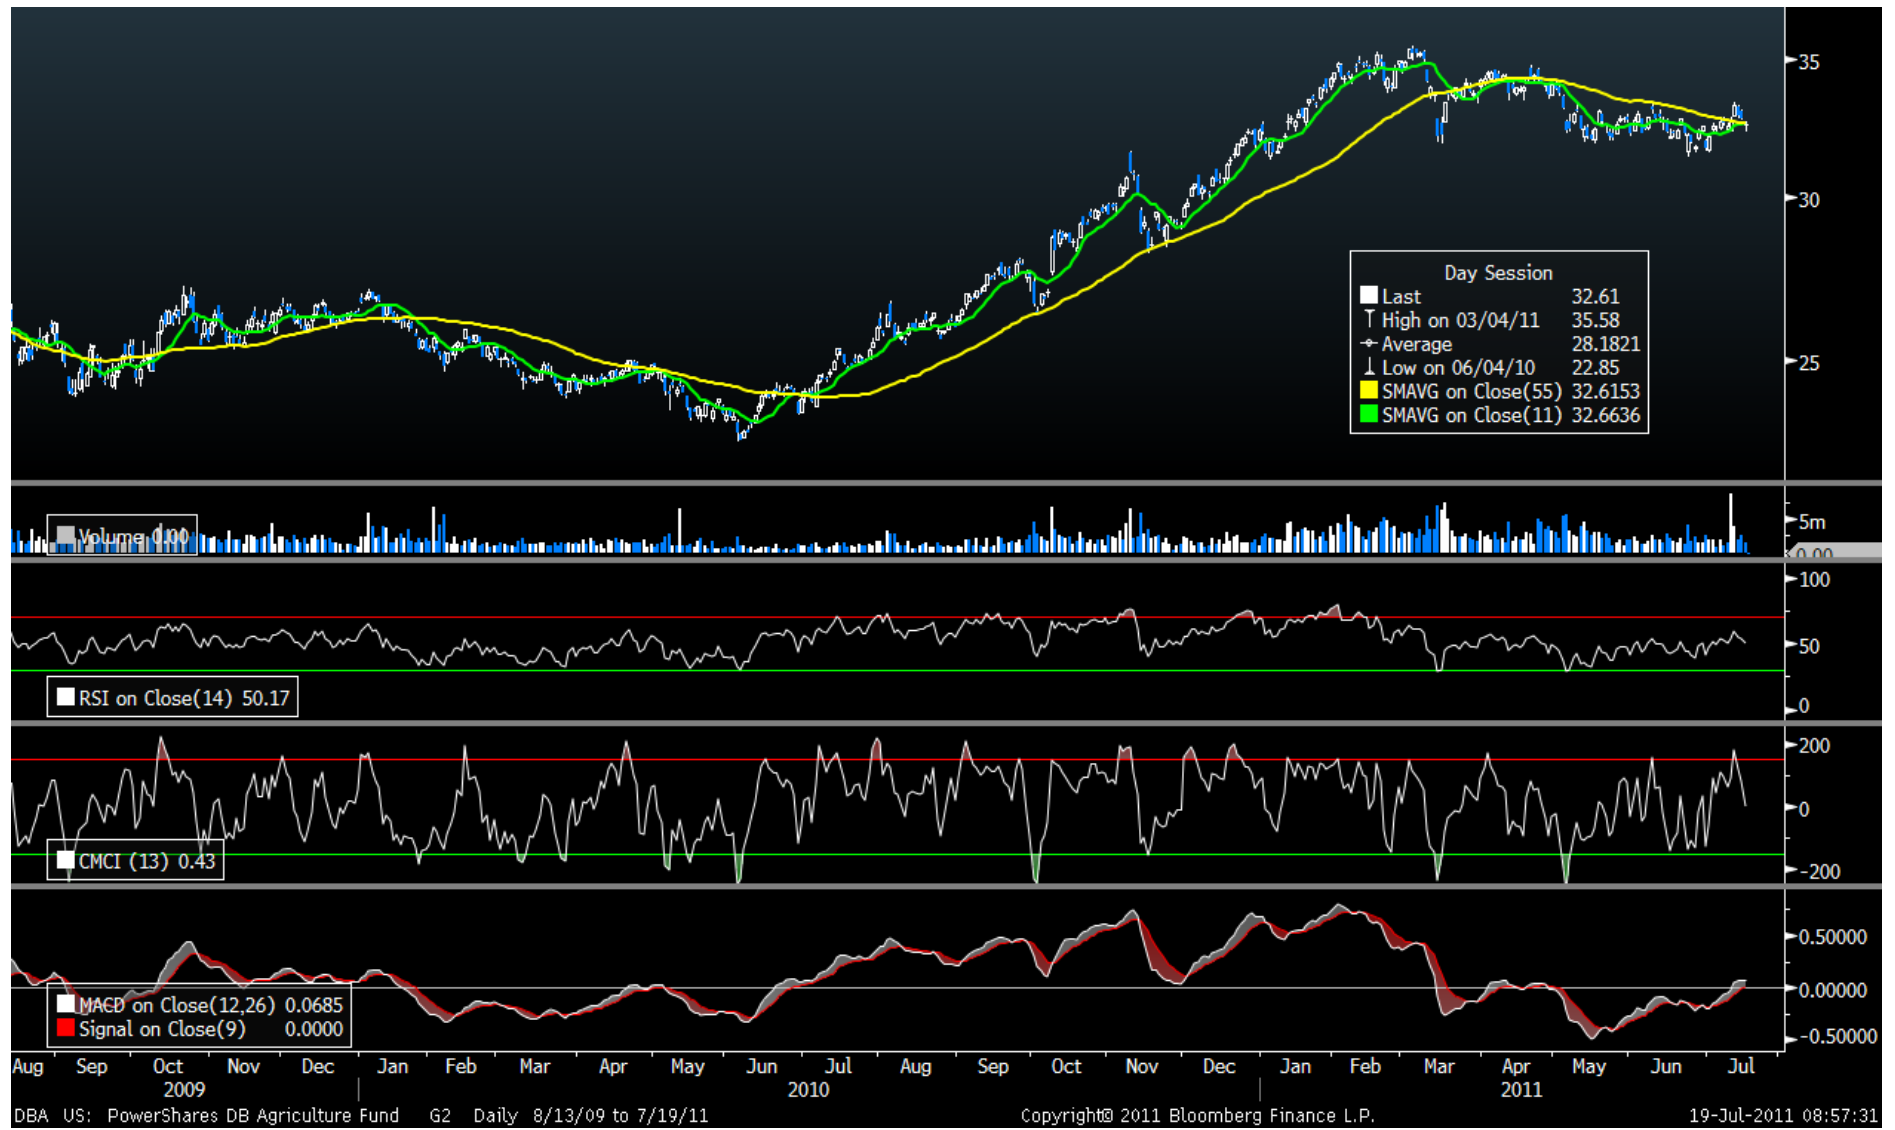 35
30
25
Day Session
Last 32.61
High on 03/04/11 35.58
Average 28.1821
Low on 06/04/10 22.85
SMAVG on Close(55) 32.6153
SMAVG on Close(11) 32.6636
Volume 0.00
5m
0.00
100
50
0
RSI on Close(14) 50.17
200
0
-200
CMCI (13) 0.43
0.50000
0.00000
-0.50000
MACD on Close(12,26) 0.0685
Signal on Close(9) 0.0000
Aug Sep Oct Nov Dec Jan Feb Mar Apr May Jun Jul Aug Sep Oct Nov Dec Jan Feb Mar Apr May Jun Jul
2009 2010 2011
DBA US: PowerShares DB Agriculture Fund G2 Daily 8/13/09 to 7/19/11 Copyright© 2011 Bloomberg Finance L.P. 19-Jul-2011 08:57:31